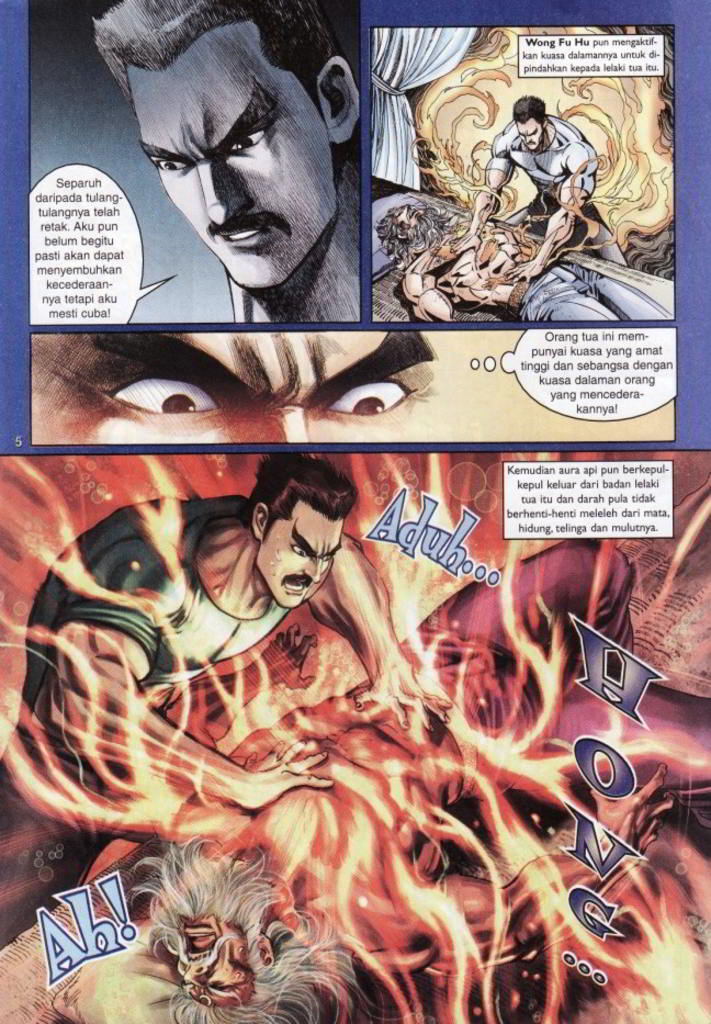 Separuh
daripada tulang-
tulangnya telah
retak. Aku pun
belum begitu
pasti akan dapat
menyembuhkan
kecederaan-
nya tetapi aku
mesti cuba!
Wong Fu Hu pun mengaktif-
kan kuasa dalamannya untuk di-
pindahkan kepada lelaki tua itu.
Orang tua ini mem-
punyai kuasa yang amat
tinggi dan sebangsa dengan
kuasa dalaman orang
yang mencedera-
kannya!
5
Kemudian aura api pun berkepul-
kepul keluar dari badan lelaki
tua itu dan darah pula tidak
berhenti-henti meleleh dari mata,
hidung, telinga dan mulutnya.
Aduh...
HONG...
Ah!